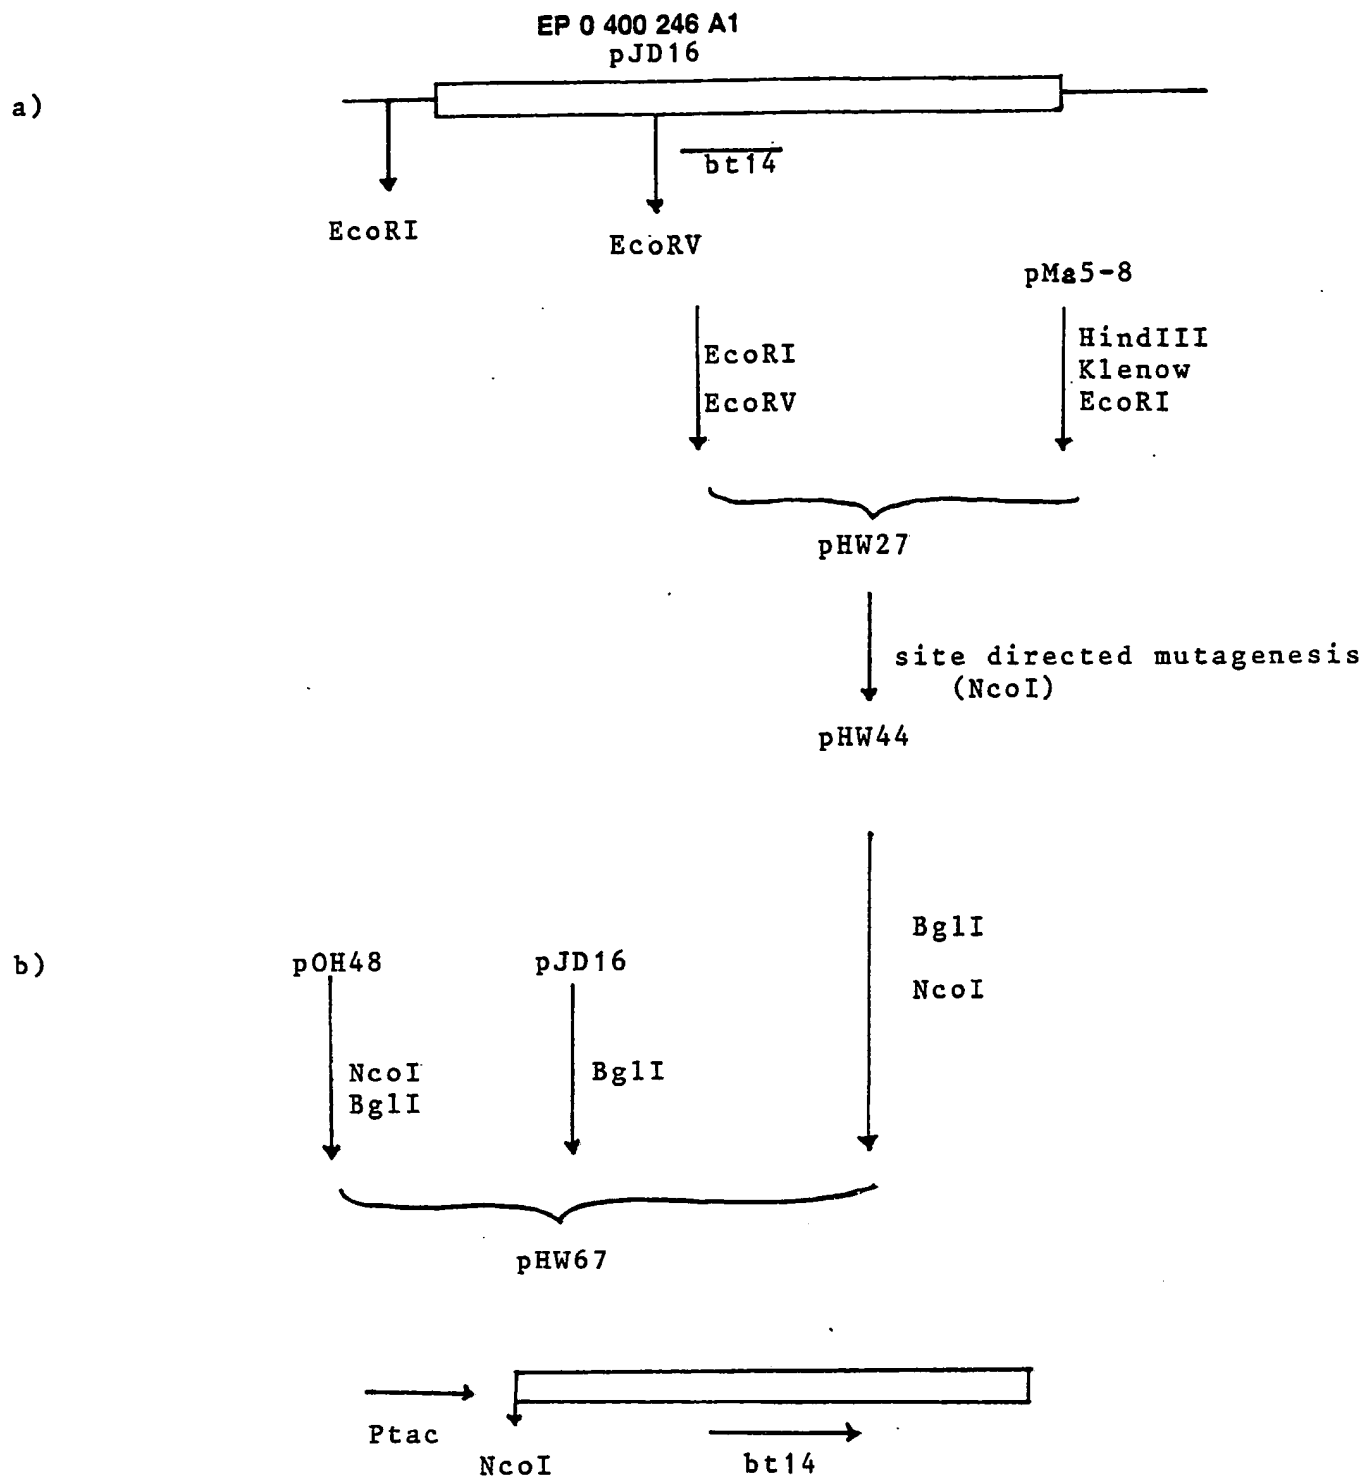 EP 0 400 246 A1
pJD16
a)
bt14
EcoRI
EcoRV
pMa5-8
EcoRI
EcoRV
HindIII
Klenow
EcoRI
pHW27
site directed mutagenesis
(NcoI)
pHW44
BglI
NcoI
b)
pOH48
pJD16
NcoI
BglI
BglI
pHW67
Ptac
NcoI
bt14